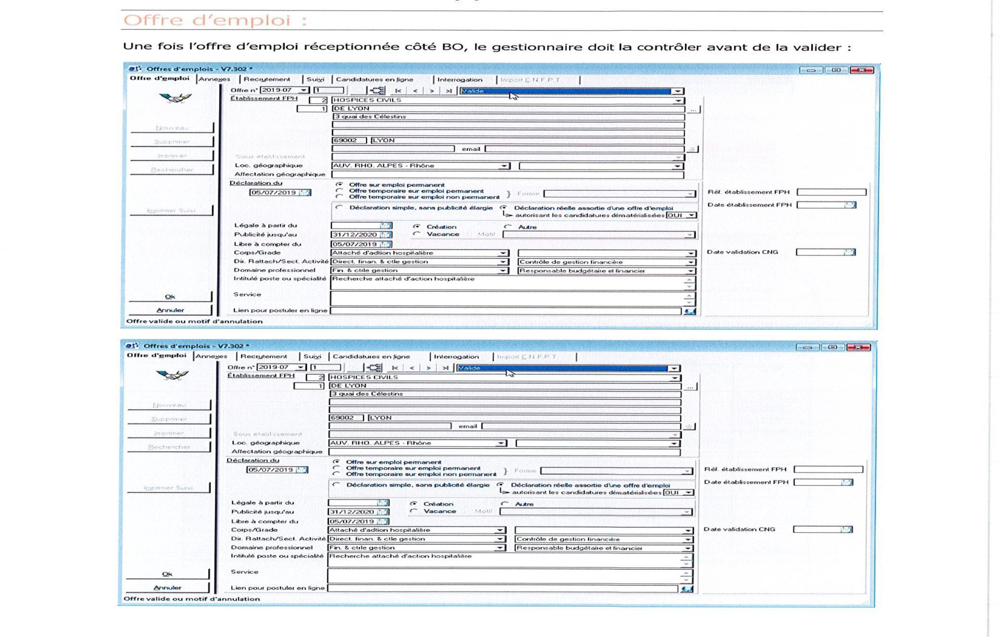 Offre d'emploi :
Une fois l'offre d'emploi réceptionnée côté BO, le gestionnaire doit la contrôler avant de la valider :
Offres d'emplois - V7.302 *
Offre d'emploi Annexes Recrutement Suivi Candidatures en ligne Interrogation Import C.N.F.P.T.
Offre n° 2019-07 1 |< < > >| Valide
Établissement FPH 2 HOSPICES CIVILS
1 DE LYON ...
3 quai des Célestins
Nouveau
Supprimer 69002 LYON
email @
Imprimer Sous établissement
Loc. géographique AUV. RHO. ALPES - Rhône
Rechercher
Affectation géographique
Déclaration du Offre sur emploi permanent
05/07/2019 Offre temporaire sur emploi permanent } Forme Réf. établissement FPH
Offre temporaire sur emploi non permanent
Imprimer Suivi Déclaration simple, sans publicité élargie Déclaration réelle assortie d'une offre d'emploi Date établissement FPH
autorisant les candidatures dématérialisées OUI
Légale à partir du Création Autre
Publicité jusqu'au 31/12/2020 Vacance Motif
Libre à compter du 05/07/2019
Corps/Grade Attaché d'adtion hospitalière Date validation CNG
Dir. Rattach/Sect. Activité Direct. finan. & ctle gestion Contrôle de gestion financière
Domaine professionnel Fin. & ctrle gestion Responsable budgétaire et financier
Intitulé poste ou spécialité Recherche attaché d'action hospitalière
Ok Service
Annuler Lien pour postuler en ligne
Offre valide ou motif d'annulation
Offres d'emplois - V7.302 *
Offre d'emploi Annexes Recrutement Suivi Candidatures en ligne Interrogation Import C.N.F.P.T.
Offre n° 2019-07 1 |< < > >| Valide
Établissement FPH 2 HOSPICES CIVILS
1 DE LYON ...
3 quai des Célestins
Nouveau
Supprimer 69002 LYON
email @
Imprimer Sous établissement
Loc. géographique AUV. RHO. ALPES - Rhône
Rechercher
Affectation géographique
Déclaration du Offre sur emploi permanent
05/07/2019 Offre temporaire sur emploi permanent } Forme Réf. établissement FPH
Offre temporaire sur emploi non permanent
Imprimer Suivi Déclaration simple, sans publicité élargie Déclaration réelle assortie d'une offre d'emploi Date établissement FPH
autorisant les candidatures dématérialisées OUI
Légale à partir du Création Autre
Publicité jusqu'au 31/12/2020 Vacance Motif
Libre à compter du 05/07/2019
Corps/Grade Attaché d'adtion hospitalière Date validation CNG
Dir. Rattach/Sect. Activité Direct. finan. & ctle gestion Contrôle de gestion financière
Domaine professionnel Fin. & ctrle gestion Responsable budgétaire et financier
Intitulé poste ou spécialité Recherche attaché d'action hospitalière
Ok Service
Annuler Lien pour postuler en ligne
Offre valide ou motif d'annulation